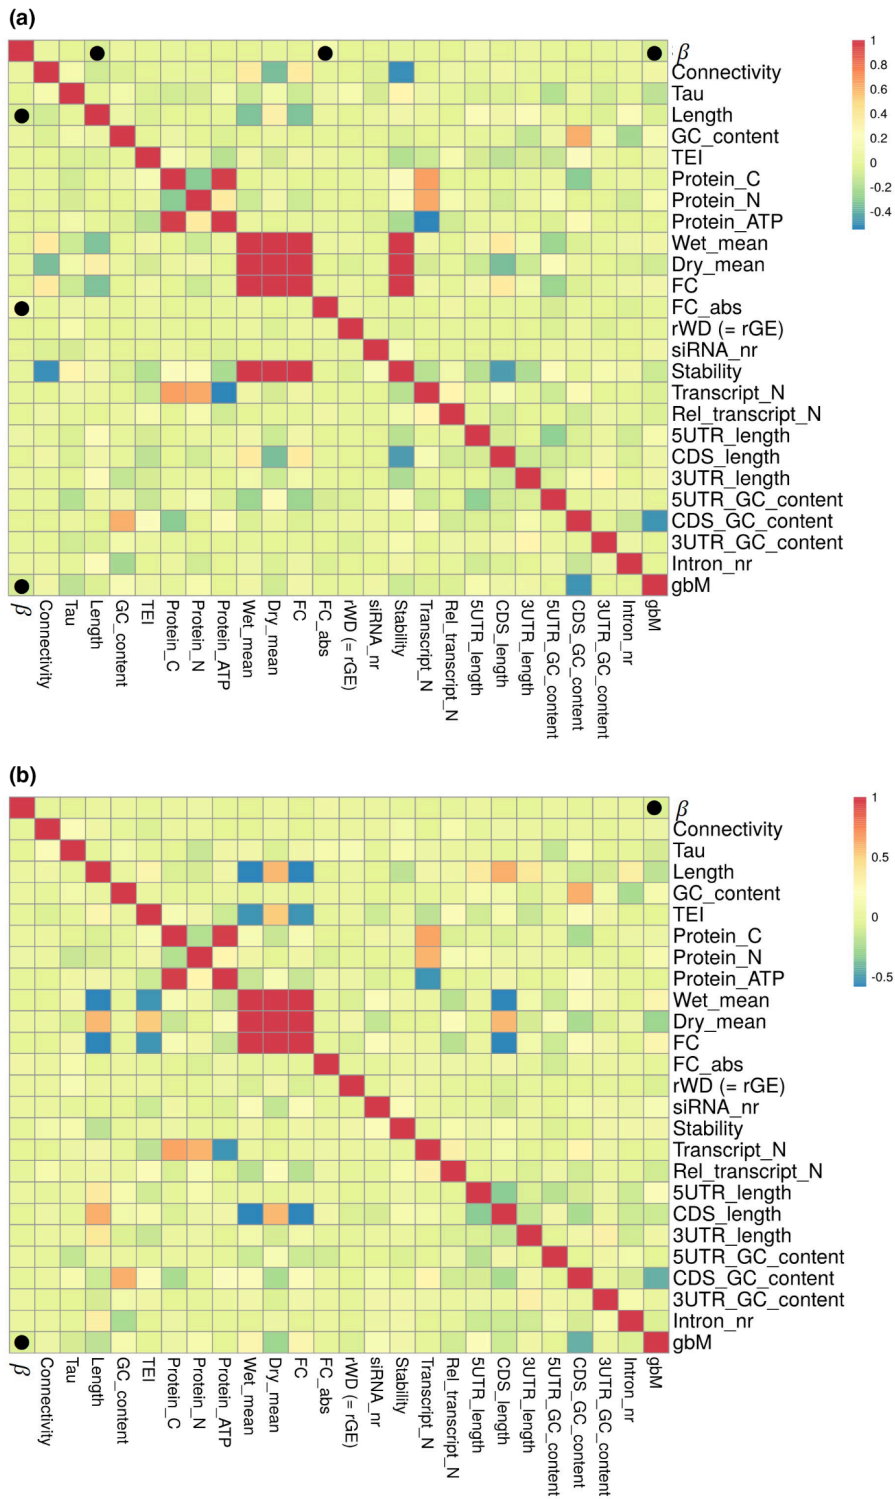 (a)
β
Connectivity
Tau
Length
GC_content
TEI
Protein_C
Protein_N
Protein_ATP
Wet_mean
Dry_mean
FC
FC_abs
rWD (= rGE)
siRNA_nr
Stability
Transcript_N
Rel_transcript_N
5UTR_length
CDS_length
3UTR_length
5UTR_GC_content
CDS_GC_content
3UTR_GC_content
Intron_nr
gbM
1
0.8
0.6
0.4
0.2
0
-0.2
-0.4
β
Connectivity
Tau
Length
GC_content
TEI
Protein_C
Protein_N
Protein_ATP
Wet_mean
Dry_mean
FC
FC_abs
rWD (= rGE)
siRNA_nr
Stability
Transcript_N
Rel_transcript_N
5UTR_length
CDS_length
3UTR_length
5UTR_GC_content
CDS_GC_content
3UTR_GC_content
Intron_nr
gbM
(b)
β
Connectivity
Tau
Length
GC_content
TEI
Protein_C
Protein_N
Protein_ATP
Wet_mean
Dry_mean
FC
FC_abs
rWD (= rGE)
siRNA_nr
Stability
Transcript_N
Rel_transcript_N
5UTR_length
CDS_length
3UTR_length
5UTR_GC_content
CDS_GC_content
3UTR_GC_content
Intron_nr
gbM
1
0.5
0
-0.5
β
Connectivity
Tau
Length
GC_content
TEI
Protein_C
Protein_N
Protein_ATP
Wet_mean
Dry_mean
FC
FC_abs
rWD (= rGE)
siRNA_nr
Stability
Transcript_N
Rel_transcript_N
5UTR_length
CDS_length
3UTR_length
5UTR_GC_content
CDS_GC_content
3UTR_GC_content
Intron_nr
gbM